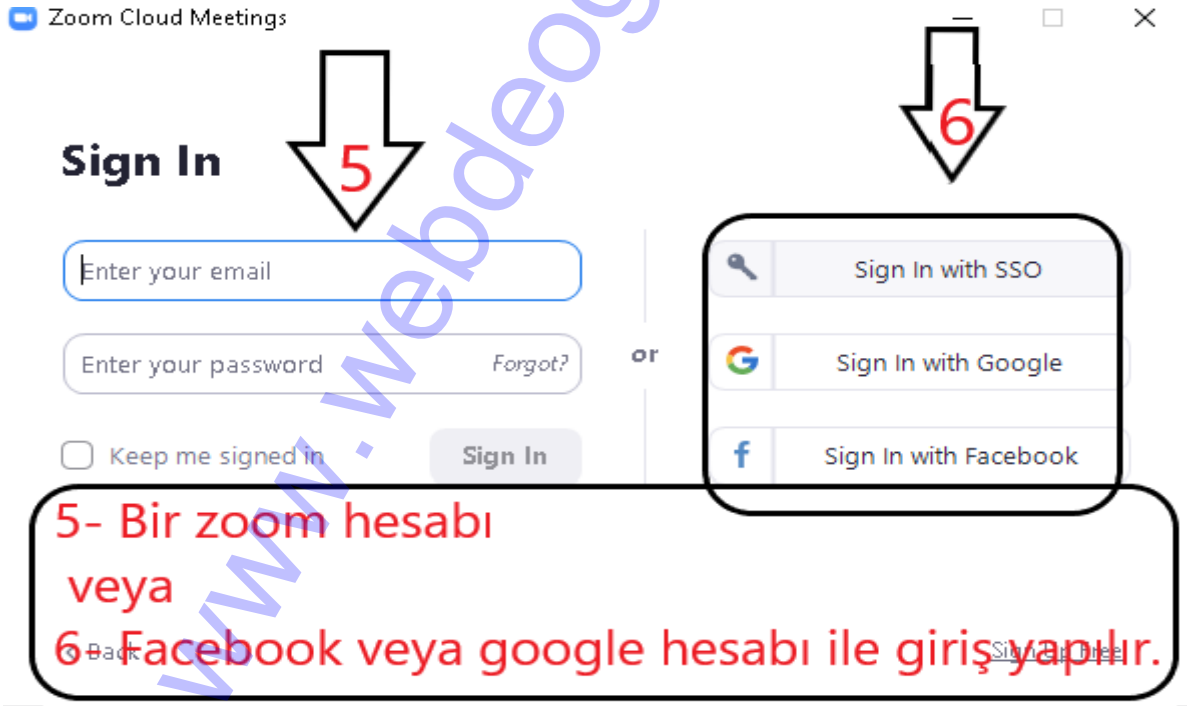 Zoom Cloud Meetings
5
6
Sign In
Enter your email
Enter your password Forgot?
Keep me signed in Sign In
or
Sign In with SSO
Sign In with Google
Sign In with Facebook
5- Bir zoom hesabı
veya
6- Facebook veya google hesabı ile giriş yapılır.
Back
Sign Up Free
www.webdeog